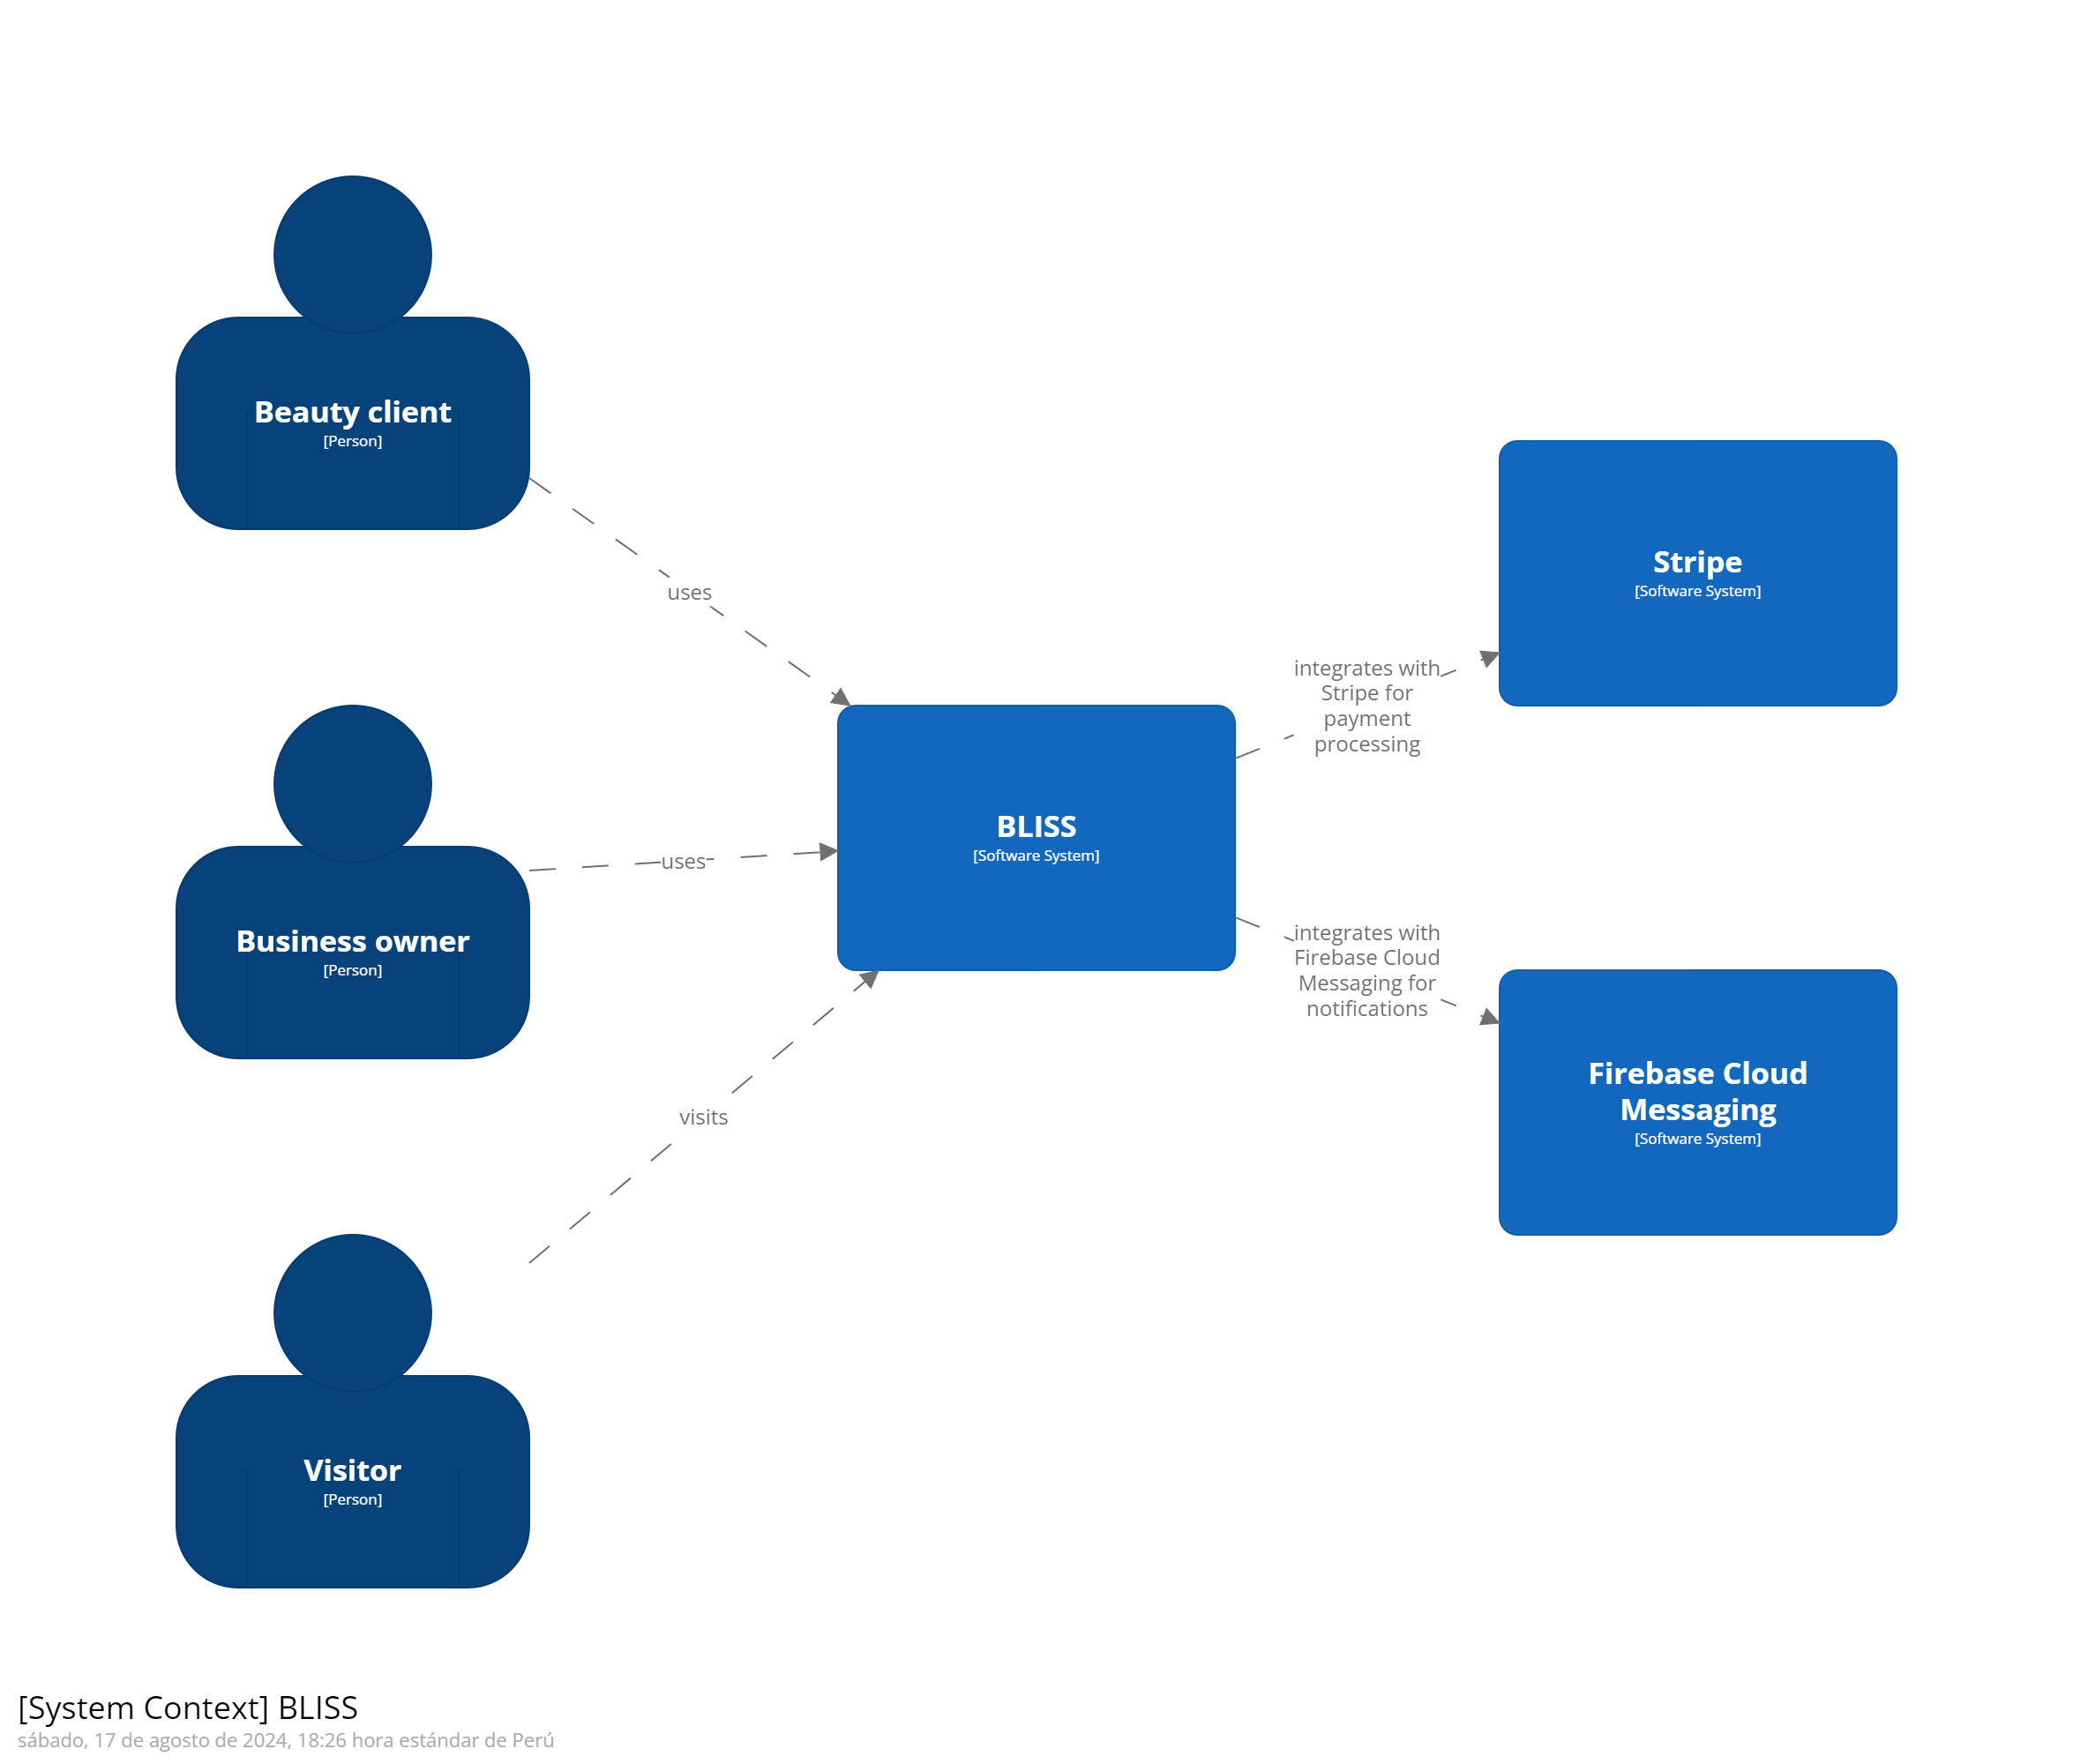 Beauty client
[Person]
uses
Business owner
[Person]
uses
Visitor
[Person]
visits
BLISS
[Software System]
integrates with
Stripe for
payment
processing
Stripe
[Software System]
integrates with
Firebase Cloud
Messaging for
notifications
Firebase Cloud
Messaging
[Software System]
[System Context] BLISS
sábado, 17 de agosto de 2024, 18:26 hora estándar de Perú